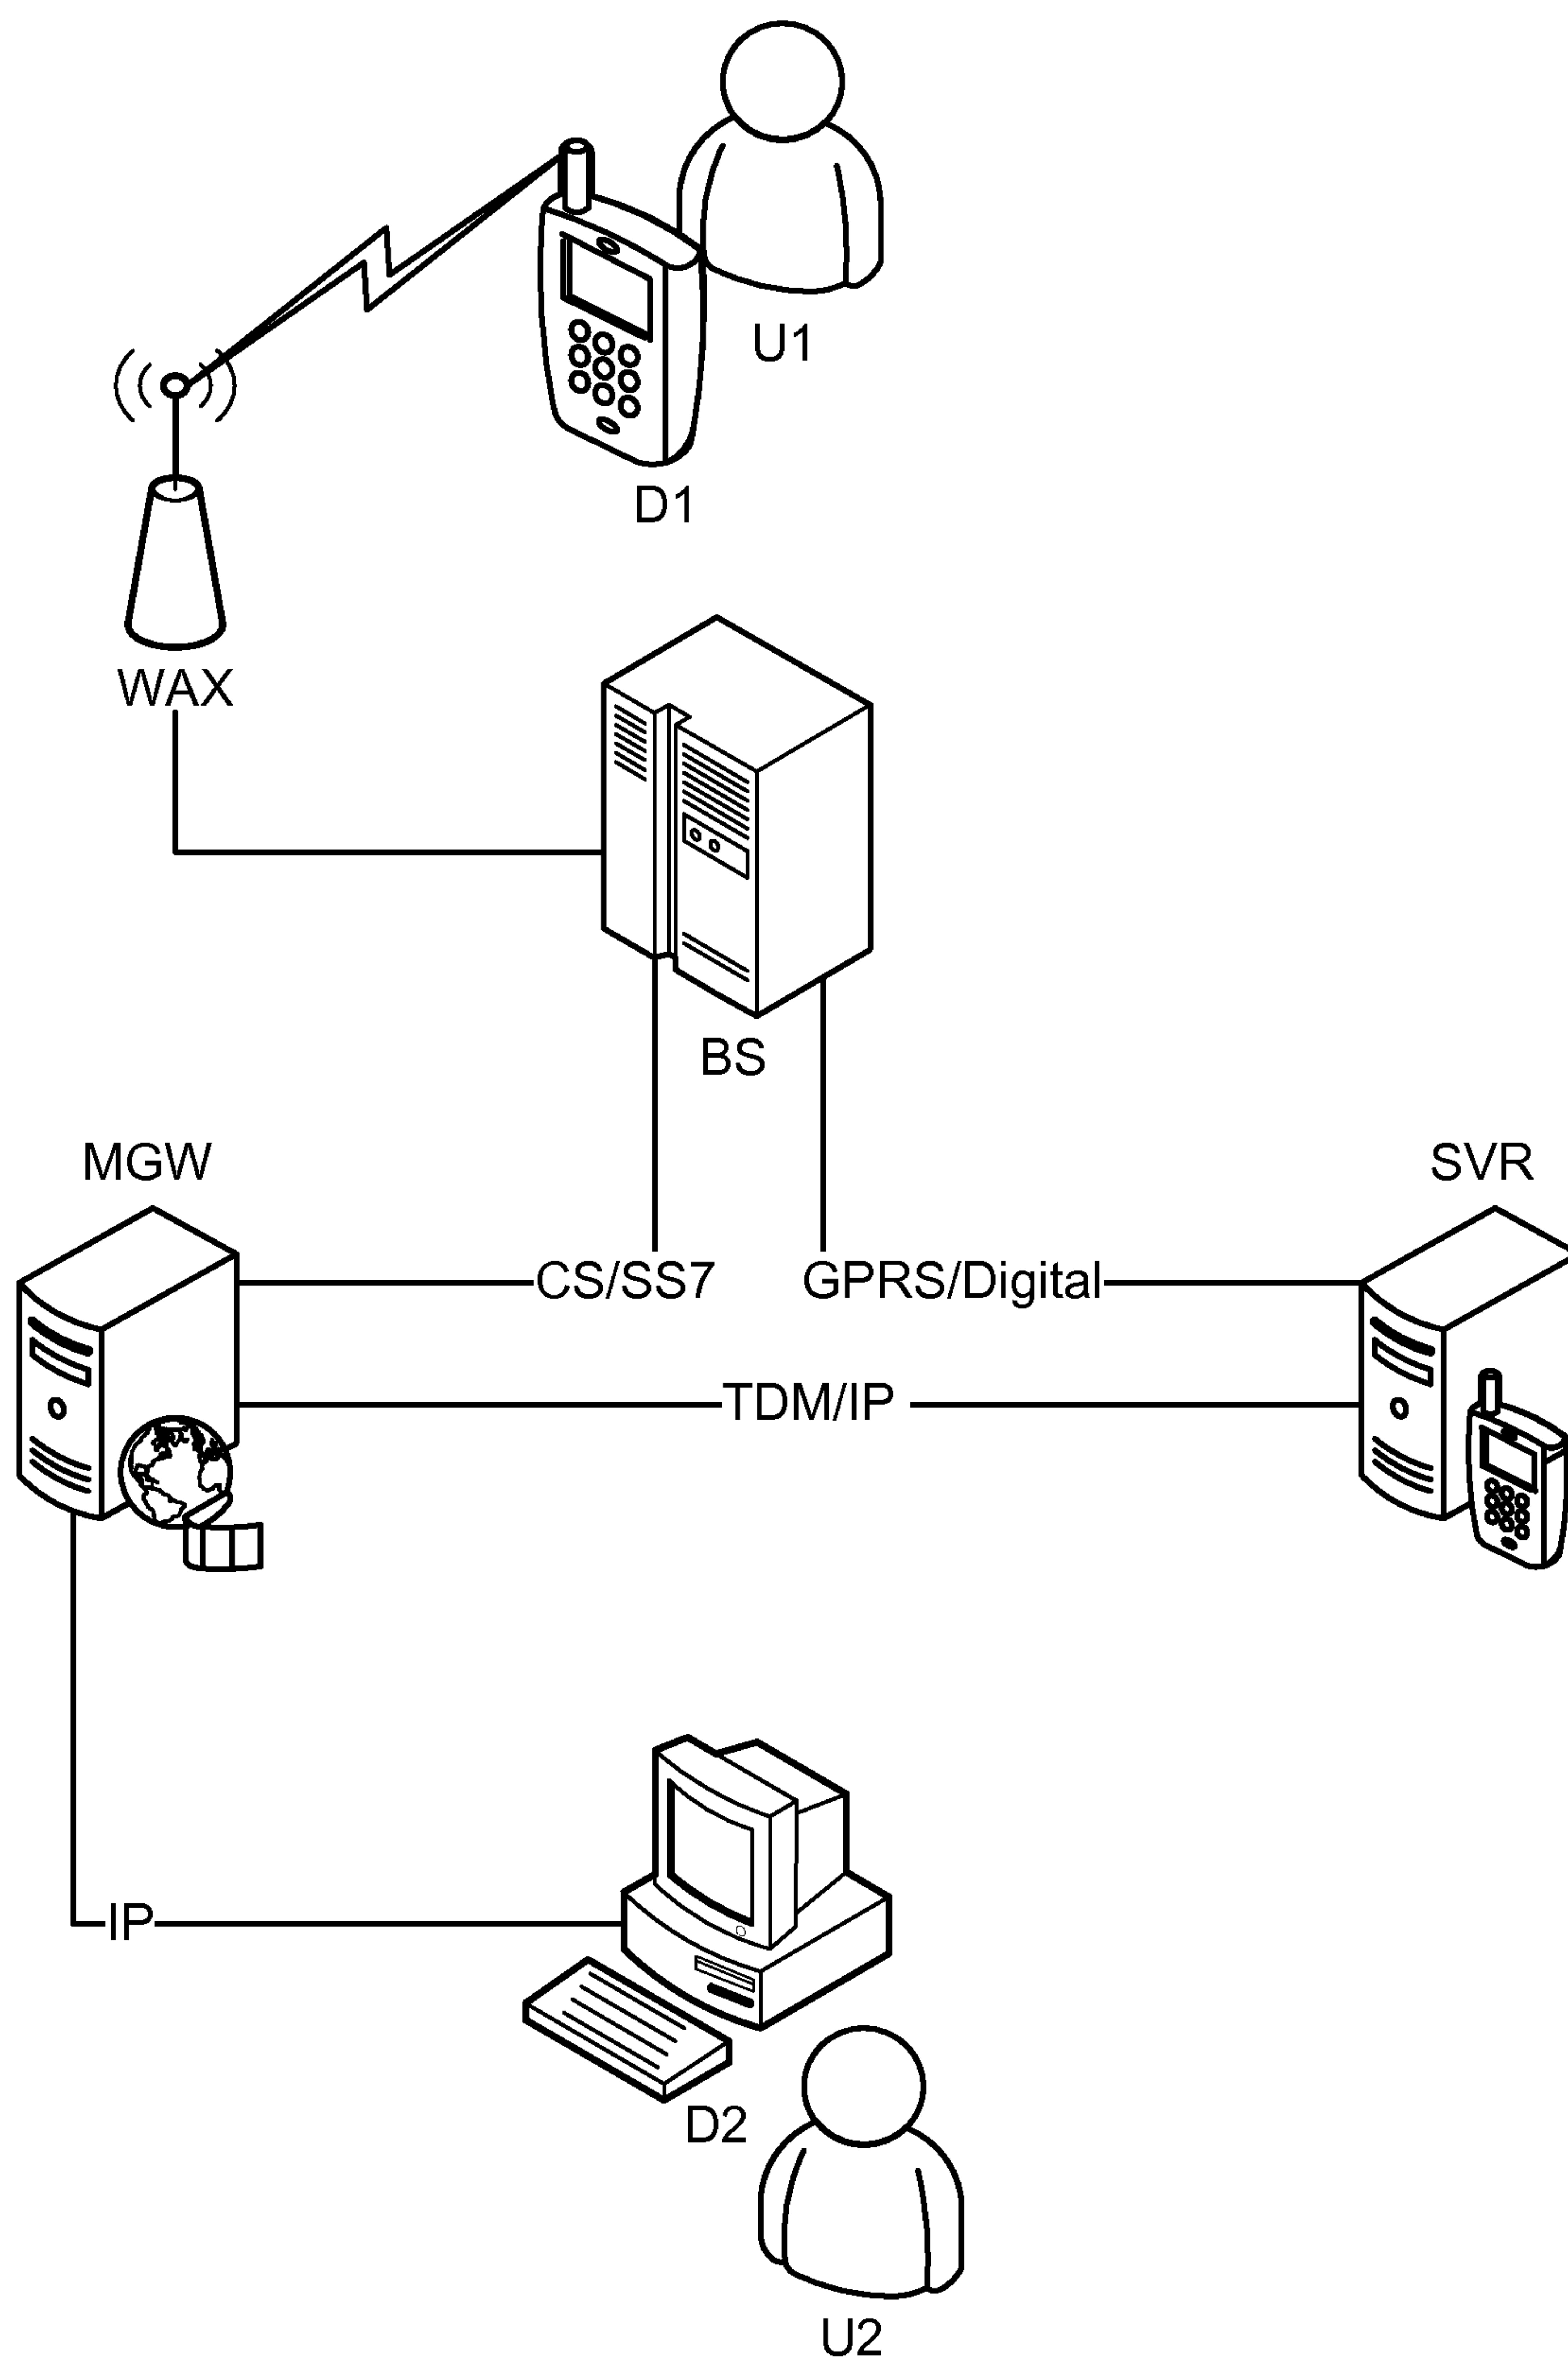 U1
D1
WAX
BS
MGW
SVR
CS/SS7
GPRS/Digital
TDM/IP
IP
D2
U2